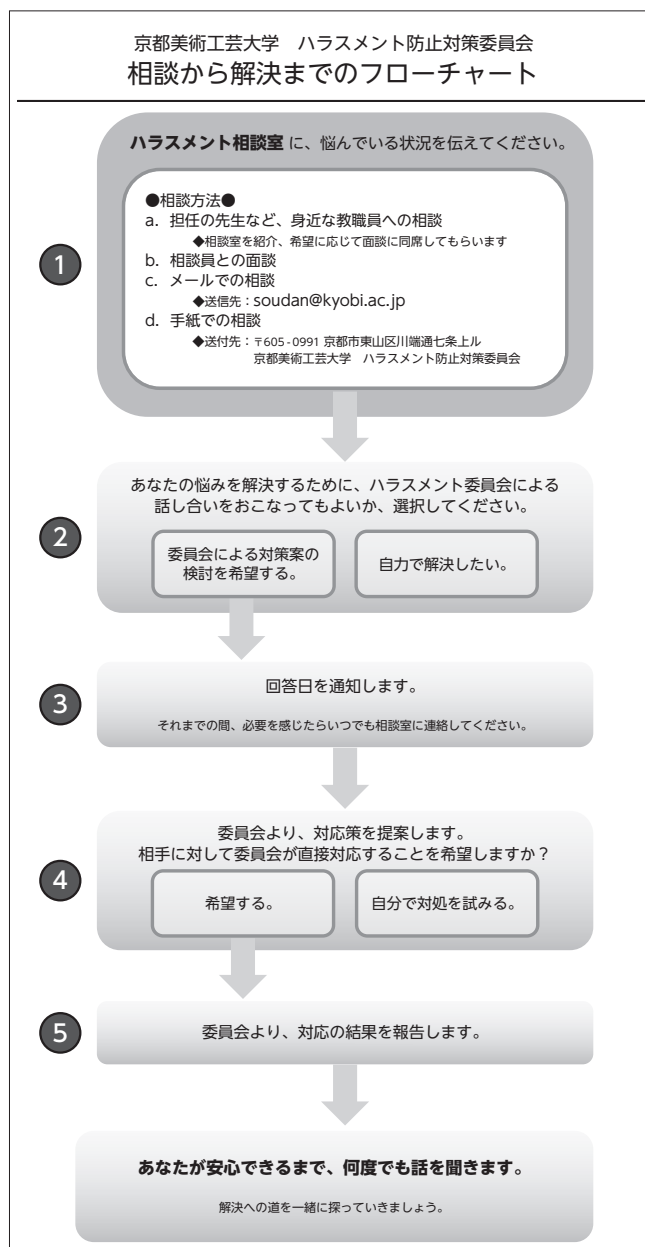 京都美術工芸大学　ハラスメント防止対策委員会
相談から解決までのフローチャート
1
ハラスメント相談室 に、悩んでいる状況を伝えてください。
●相談方法●
a. 担任の先生など、身近な教職員への相談
◆相談室を紹介、希望に応じて面談に同席してもらいます
b. 相談員との面談
c. メールでの相談
◆送信先：soudan@kyobi.ac.jp
d. 手紙での相談
◆送付先：〒605-0991 京都市東山区川端通七条上ル
京都美術工芸大学　ハラスメント防止対策委員会
2
あなたの悩みを解決するために、ハラスメント委員会による
話し合いをおこなってもよいか、選択してください。
委員会による対策案の
検討を希望する。
自力で解決したい。
3
回答日を通知します。
それまでの間、必要を感じたらいつでも相談室に連絡してください。
4
委員会より、対応策を提案します。
相手に対して委員会が直接対応することを希望しますか？
希望する。
自分で対処を試みる。
5
委員会より、対応の結果を報告します。
あなたが安心できるまで、何度でも話を聞きます。
解決への道を一緒に探っていきましょう。